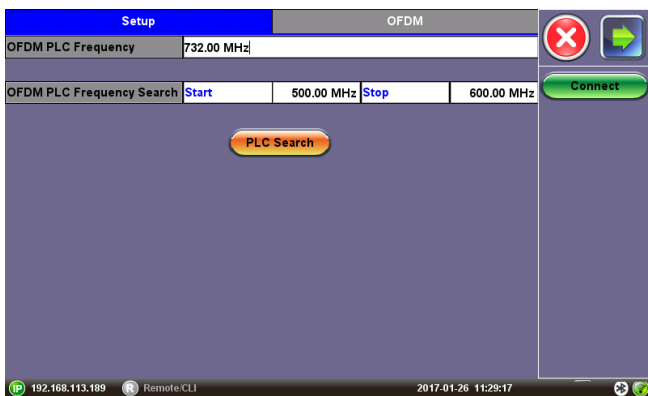 Setup OFDM
OFDM PLC Frequency 732.00 MHz
OFDM PLC Frequency Search Start 500.00 MHz Stop 600.00 MHz
Connect
PLC Search
IP 192.168.113.189 R Remote/CLI 2017-01-26 11:29:17